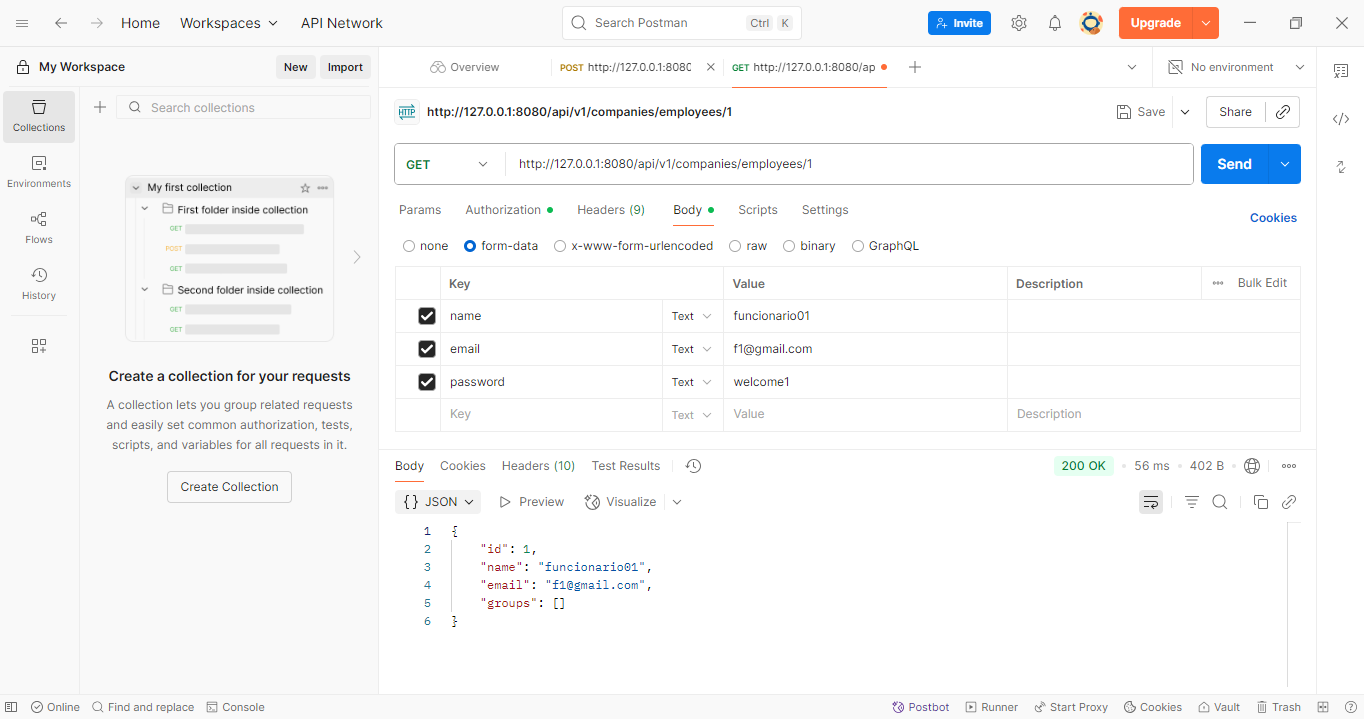 Home Workspaces API Network Search Postman Ctrl K Invite Upgrade
My Workspace New Import Overview POST http://127.0.0.1:8080 GET http://127.0.0.1:8080/ap No environment
Collections Search collections
HTTP http://127.0.0.1:8080/api/v1/companies/employees/1 Save Share
Environments
Flows
History
GET http://127.0.0.1:8080/api/v1/companies/employees/1 Send
Params Authorization Headers (9) Body Scripts Settings Cookies
none form-data x-www-form-urlencoded raw binary GraphQL
Key Value Description Bulk Edit
name Text funcionario01
email Text f1@gmail.com
password Text welcome1
Key Text Value Description
My first collection
First folder inside collection
GET
POST
GET
Second folder inside collection
GET
GET
Create a collection for your requests
A collection lets you group related requests
and easily set common authorization, tests,
scripts, and variables for all requests in it.
Create Collection
Body Cookies Headers (10) Test Results 200 OK 56 ms 402 B
{} JSON Preview Visualize
1 {
2 "id": 1,
3 "name": "funcionario01",
4 "email": "f1@gmail.com",
5 "groups": []
6 }
Online Find and replace Console Postbot Runner Start Proxy Cookies Vault Trash